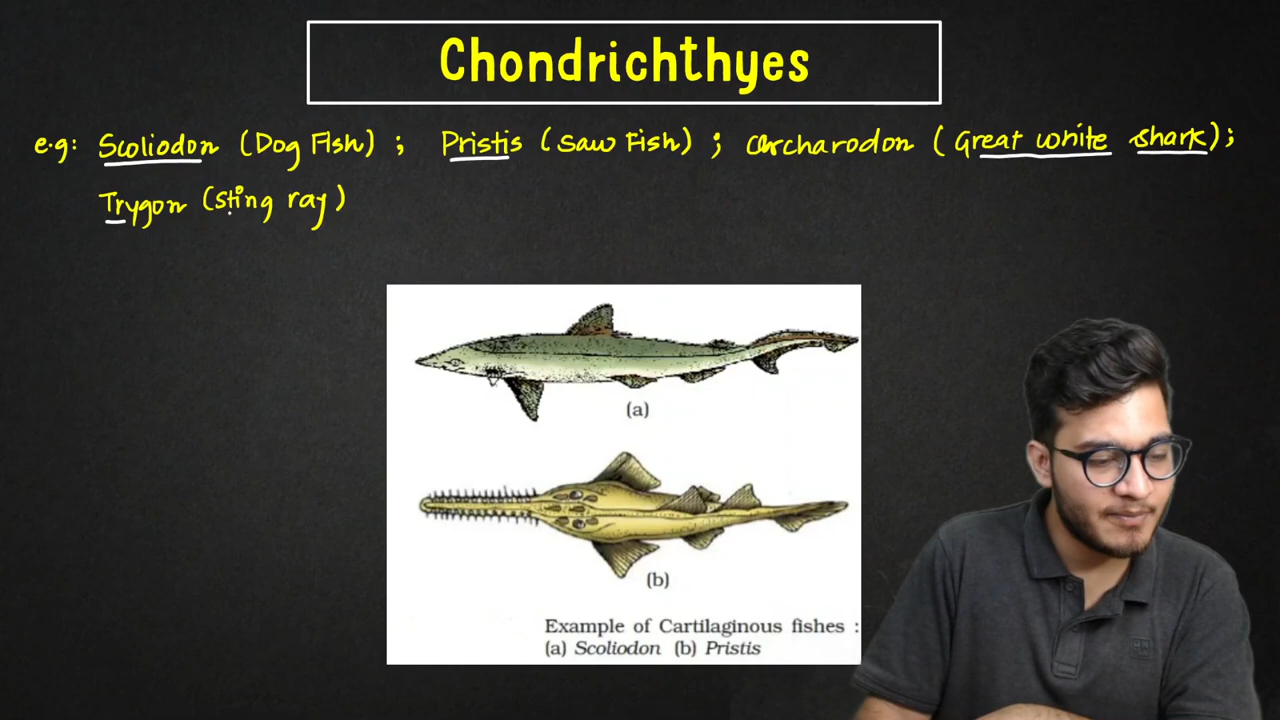 Chondrichthyes
e.g: Scoliodon (Dog Fish) ; Pristis (Saw Fish) ; Carcharodon (Great white shark);
Trygon (sting ray)
(a)
(b)
Example of Cartilaginous fishes :
(a) Scoliodon (b) Pristis